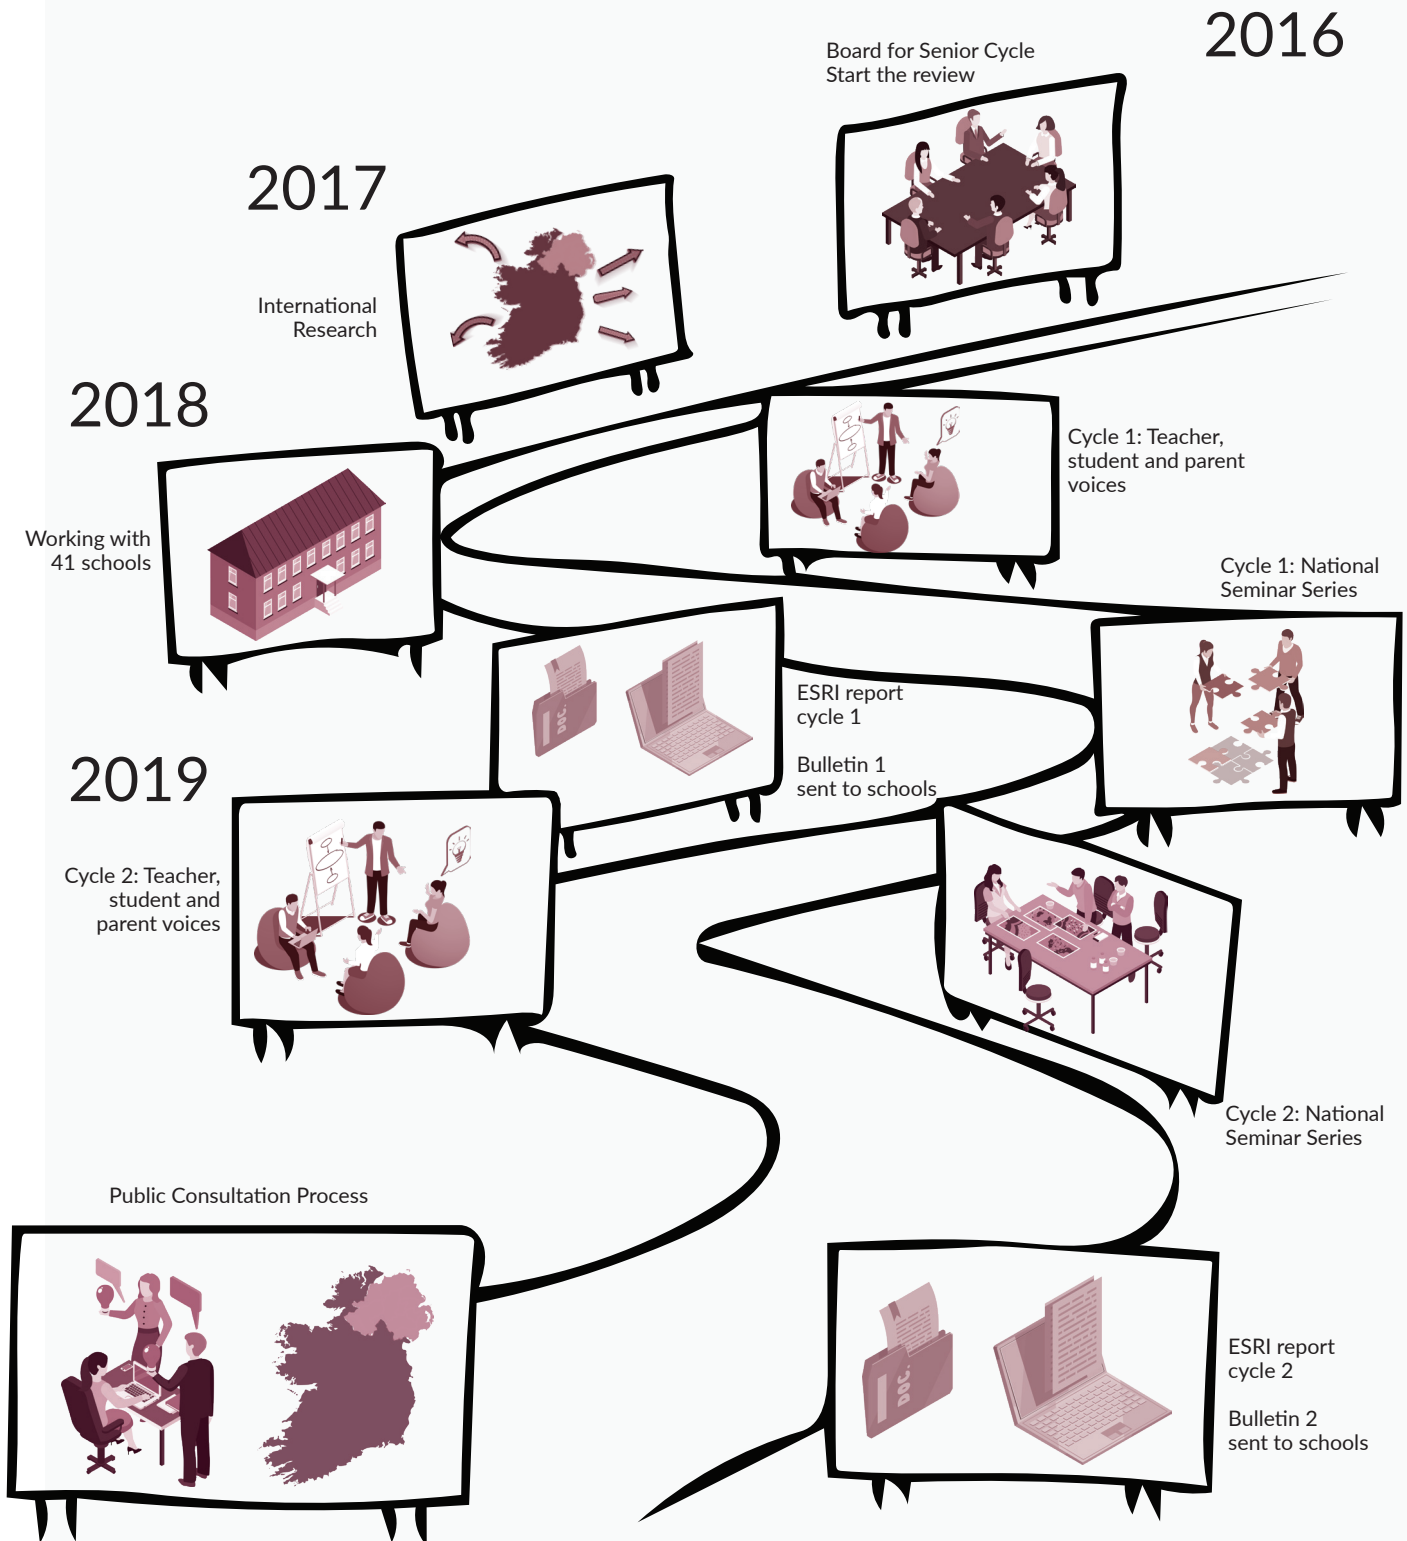 2016
Board for Senior Cycle
Start the review
2017
International
Research
2018
Working with
41 schools
Cycle 1: Teacher,
student and parent
voices
Cycle 1: National
Seminar Series
ESRI report
cycle 1
Bulletin 1
sent to schools
DOC.
2019
Cycle 2: Teacher,
student and
parent voices
Cycle 2: National
Seminar Series
Public Consultation Process
ESRI report
cycle 2
Bulletin 2
sent to schools
DOC.